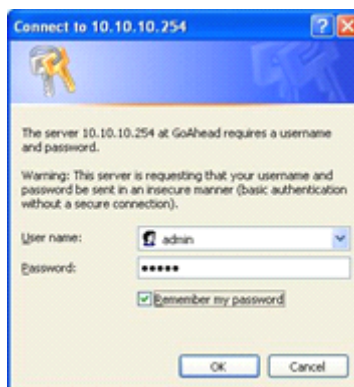 Connect to 10.10.10.254
The server 10.10.10.254 at GoAhead requires a username
and password.
Warning: This server is requesting that your username and
password be sent in an insecure manner (basic authentication
without a secure connection).
User name:
admin
Password:
•••••
Remember my password
OK
Cancel